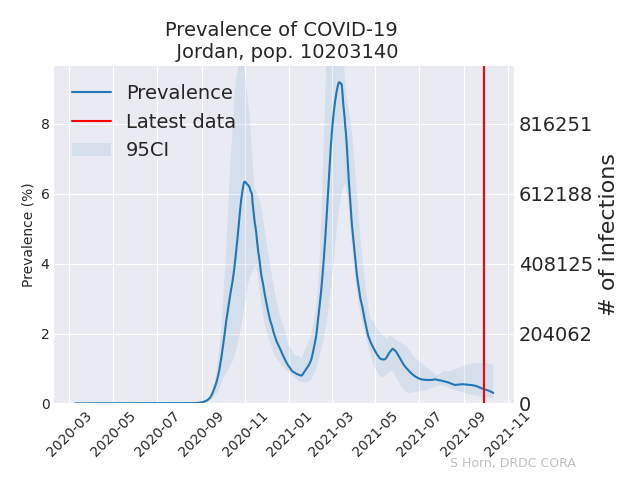 Prevalence of COVID-19
Jordan, pop. 10203140
Prevalence
Latest data
95CI
Prevalence (%)
8
6
4
2
0
816251
612188
408125
204062
0
# of infections
2020-03
2020-05
2020-07
2020-09
2020-11
2021-01
2021-03
2021-05
2021-07
2021-09
2021-11
S Horn, DRDC CORA